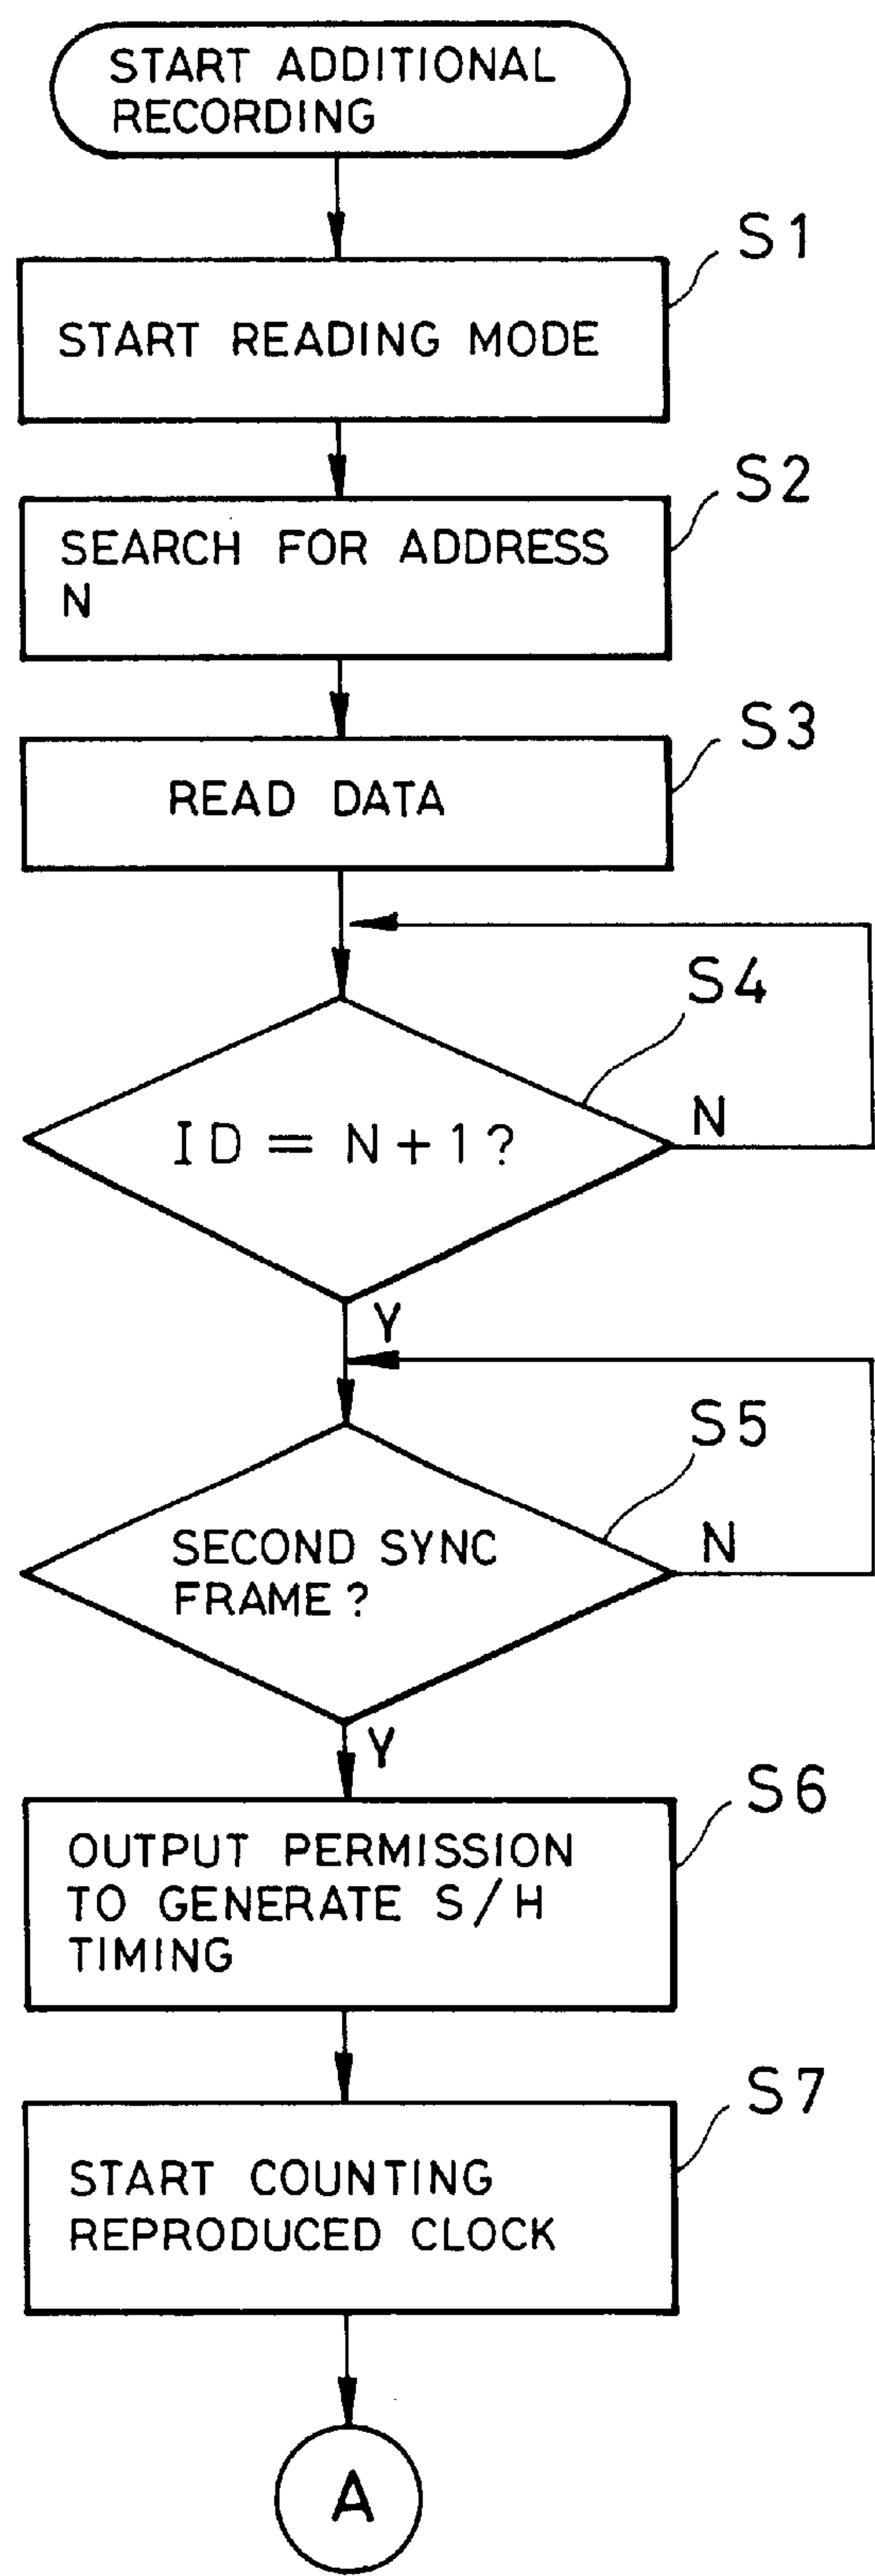 START ADDITIONAL
RECORDING
S1
START READING MODE
S2
SEARCH FOR ADDRESS
N
S3
READ DATA
S4
ID = N+1?
N
Y
S5
SECOND SYNC
FRAME?
N
Y
S6
OUTPUT PERMISSION
TO GENERATE S/H
TIMING
S7
START COUNTING
REPRODUCED CLOCK
A